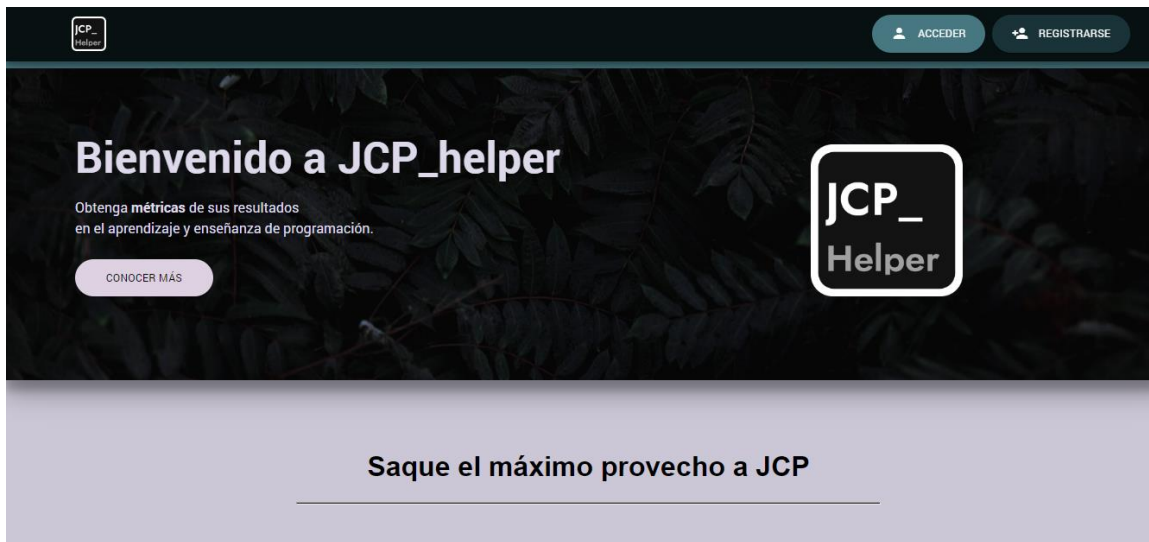 JCP_
Helper
ACCEDER
REGISTRARSE
Bienvenido a JCP_helper
Obtenga métricas de sus resultados
en el aprendizaje y enseñanza de programación.
CONOCER MÁS
JCP_
Helper
Saque el máximo provecho a JCP